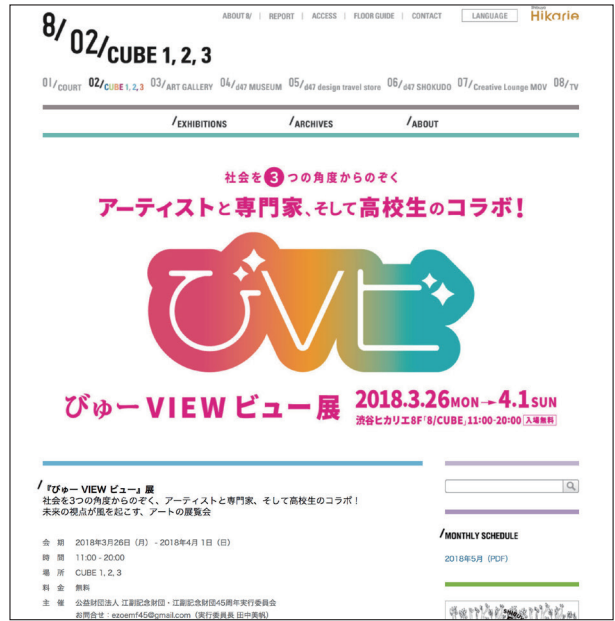 ABOUT 8/ | REPORT | ACCESS | FLOOR GUIDE | CONTACT LANGUAGE
Shibuya Hikarie
8/ 02/CUBE 1, 2, 3
01/COURT 02/CUBE 1, 2, 3 03/ART GALLERY 04/d47 MUSEUM 05/d47 design travel store 06/d47 SHOKUDO 07/Creative Lounge MOV 08/TV
/EXHIBITIONS /ARCHIVES /ABOUT
社会を3つの角度からのぞく
アーティストと専門家、そして高校生のコラボ!
びVビ
びゅー VIEW ビュー展 2018.3.26 MON→4.1 SUN
渋谷ヒカリエ8F「8/CUBE」11:00-20:00 入場無料
/『びゅー VIEW ビュー』展
社会を3つの角度からのぞく、アーティストと専門家、そして高校生のコラボ!
未来の視点が風を起こす、アートの展覧会
会 期 2018年3月26日(月) - 2018年4月 1日(日)
時 間 11:00 - 20:00
場 所 CUBE 1, 2, 3
料 金 無料
主 催 公益財団法人 江副記念財団・江副記念財団45周年実行委員会
お問合せ:ezoemf45@gmail.com(実行委員長 田中美帆)
/MONTHLY SCHEDULE
2018年5月(PDF)